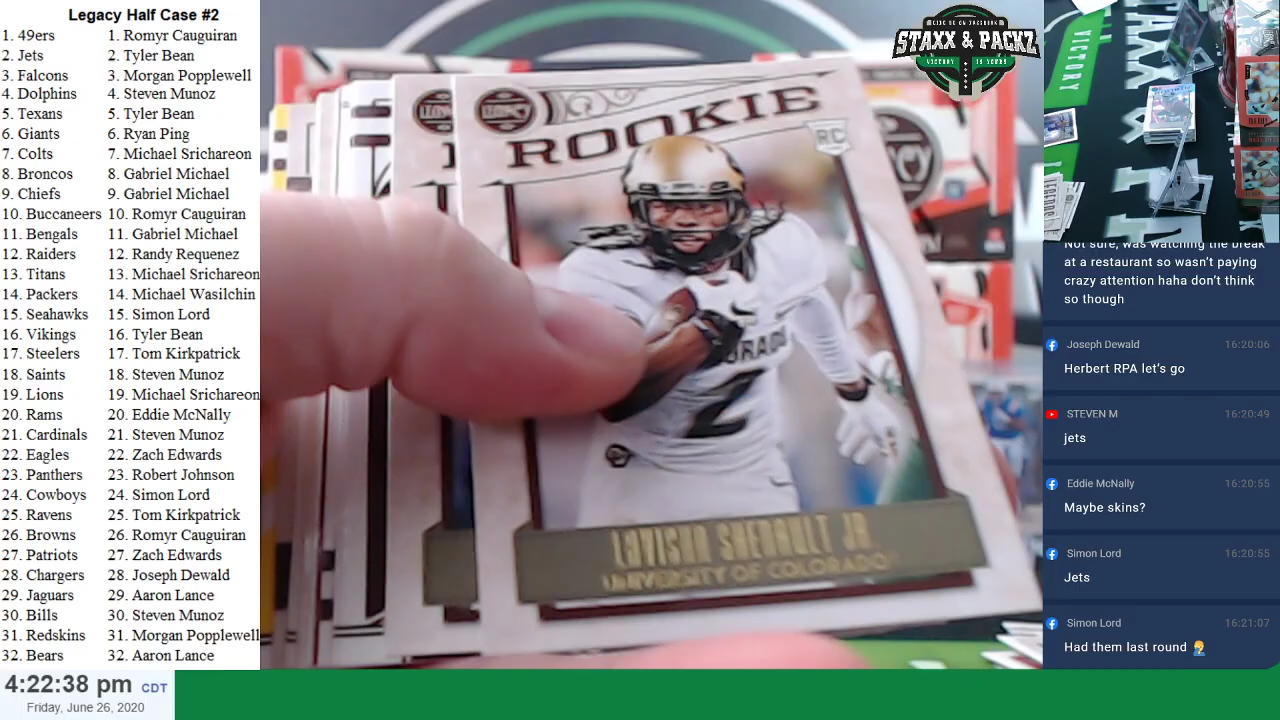 Legacy Half Case #2
1. 49ers 1. Romyr Cauguiran
2. Jets 2. Tyler Bean
3. Falcons 3. Morgan Popplewell
4. Dolphins 4. Steven Munoz
5. Texans 5. Tyler Bean
6. Giants 6. Ryan Ping
7. Colts 7. Michael Srichareon
8. Broncos 8. Gabriel Michael
9. Chiefs 9. Gabriel Michael
10. Buccaneers 10. Romyr Cauguiran
11. Bengals 11. Gabriel Michael
12. Raiders 12. Randy Requenez
13. Titans 13. Michael Srichareon
14. Packers 14. Michael Wasilchin
15. Seahawks 15. Simon Lord
16. Vikings 16. Tyler Bean
17. Steelers 17. Tom Kirkpatrick
18. Saints 18. Steven Munoz
19. Lions 19. Michael Srichareon
20. Rams 20. Eddie McNally
21. Cardinals 21. Steven Munoz
22. Eagles 22. Zach Edwards
23. Panthers 23. Robert Johnson
24. Cowboys 24. Simon Lord
25. Ravens 25. Tom Kirkpatrick
26. Browns 26. Romyr Cauguiran
27. Patriots 27. Zach Edwards
28. Chargers 28. Joseph Dewald
29. Jaguars 29. Aaron Lance
30. Bills 30. Steven Munoz
31. Redskins 31. Morgan Popplewell
32. Bears 32. Aaron Lance
4:22:38 pm CDT
Friday, June 26, 2020
ROOKIE
RC
COLORADO
2
LAVISKA SHENAULT JR.
UNIVERSITY OF COLORADO
STAXX & PACKZ
VICTORY IS YOURS
VICTORY
Not sure, was watching the break
at a restaurant so wasn't paying
crazy attention haha don't think
so though
Joseph Dewald 16:20:06
Herbert RPA let's go
STEVEN M 16:20:49
jets
Eddie McNally 16:20:55
Maybe skins?
Simon Lord 16:20:55
Jets
Simon Lord 16:21:07
Had them last round 🤦‍♂️